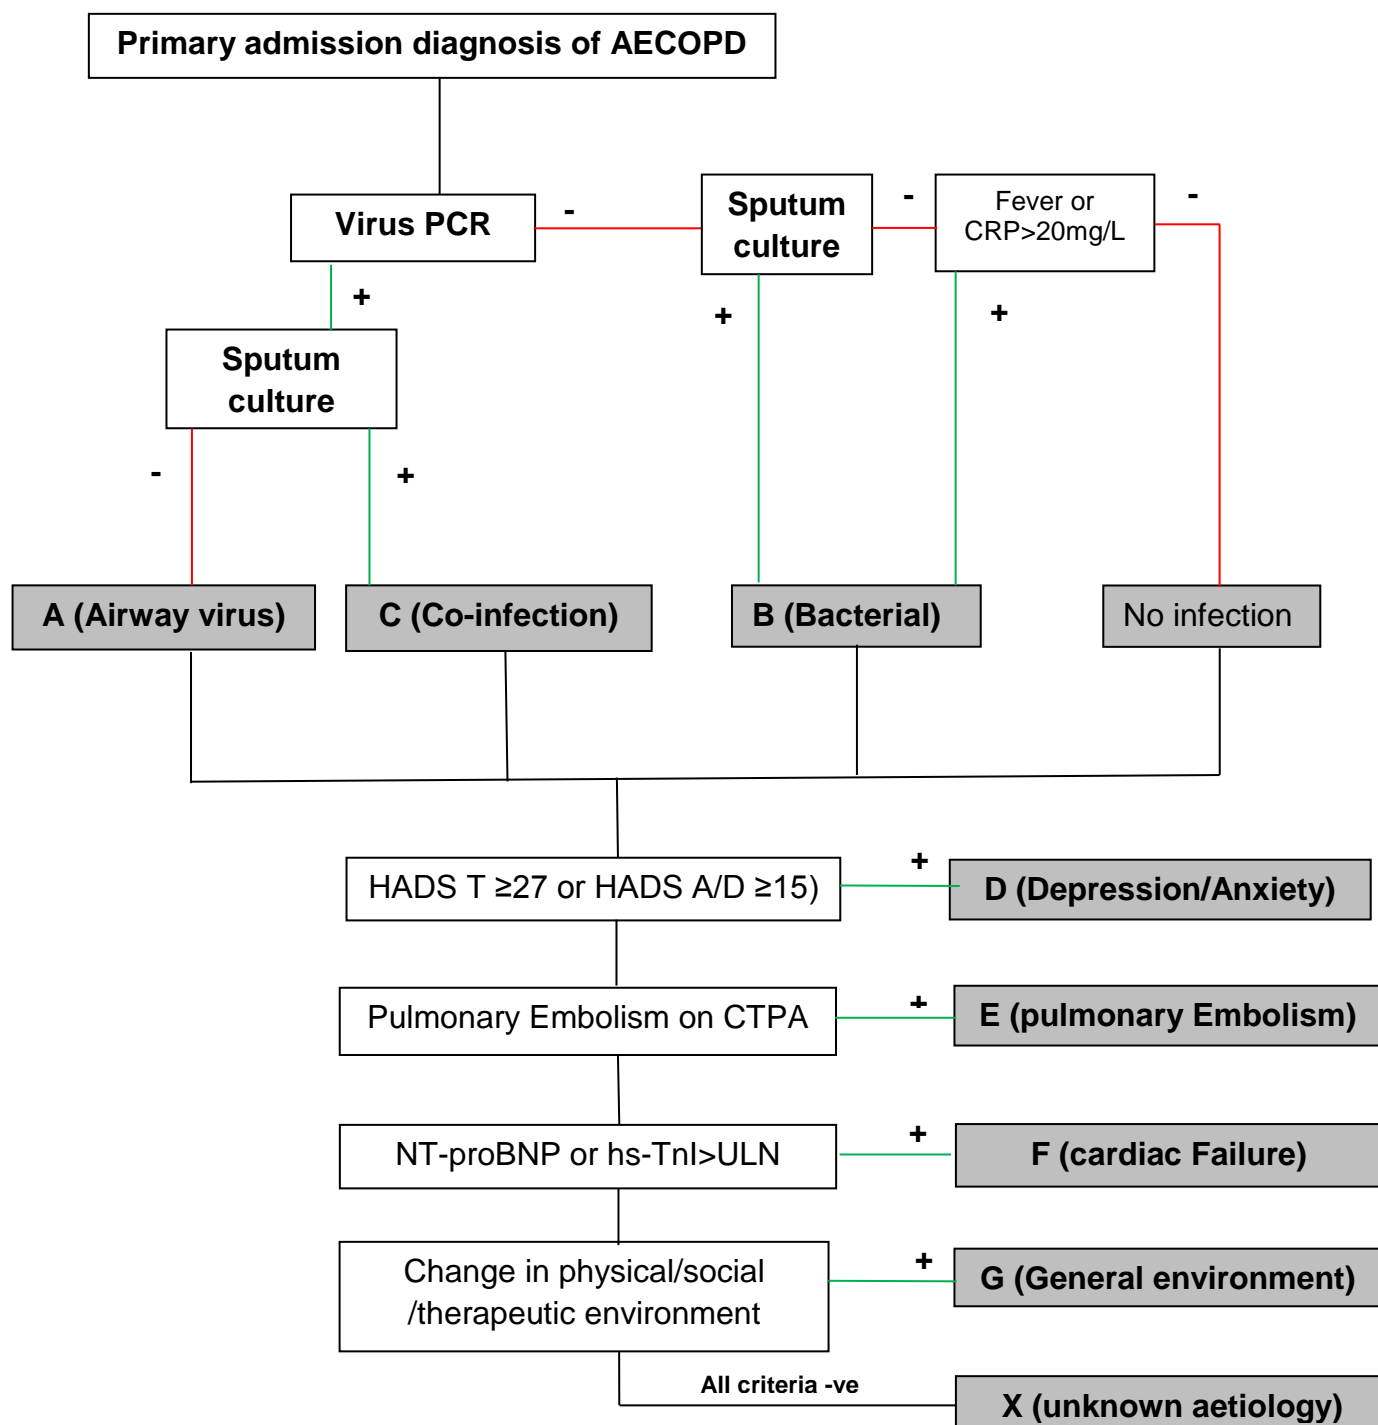 Primary admission diagnosis of AECOPD
Virus PCR
-
Sputum
culture
-
Fever or
CRP>20mg/L
-
+
+
+
Sputum
culture
-
+
A (Airway virus)
C (Co-infection)
B (Bacterial)
No infection
HADS T ≥27 or HADS A/D ≥15)
+
D (Depression/Anxiety)
Pulmonary Embolism on CTPA
+
E (pulmonary Embolism)
NT-proBNP or hs-TnI>ULN
+
F (cardiac Failure)
Change in physical/social
/therapeutic environment
+
G (General environment)
All criteria -ve
X (unknown aetiology)